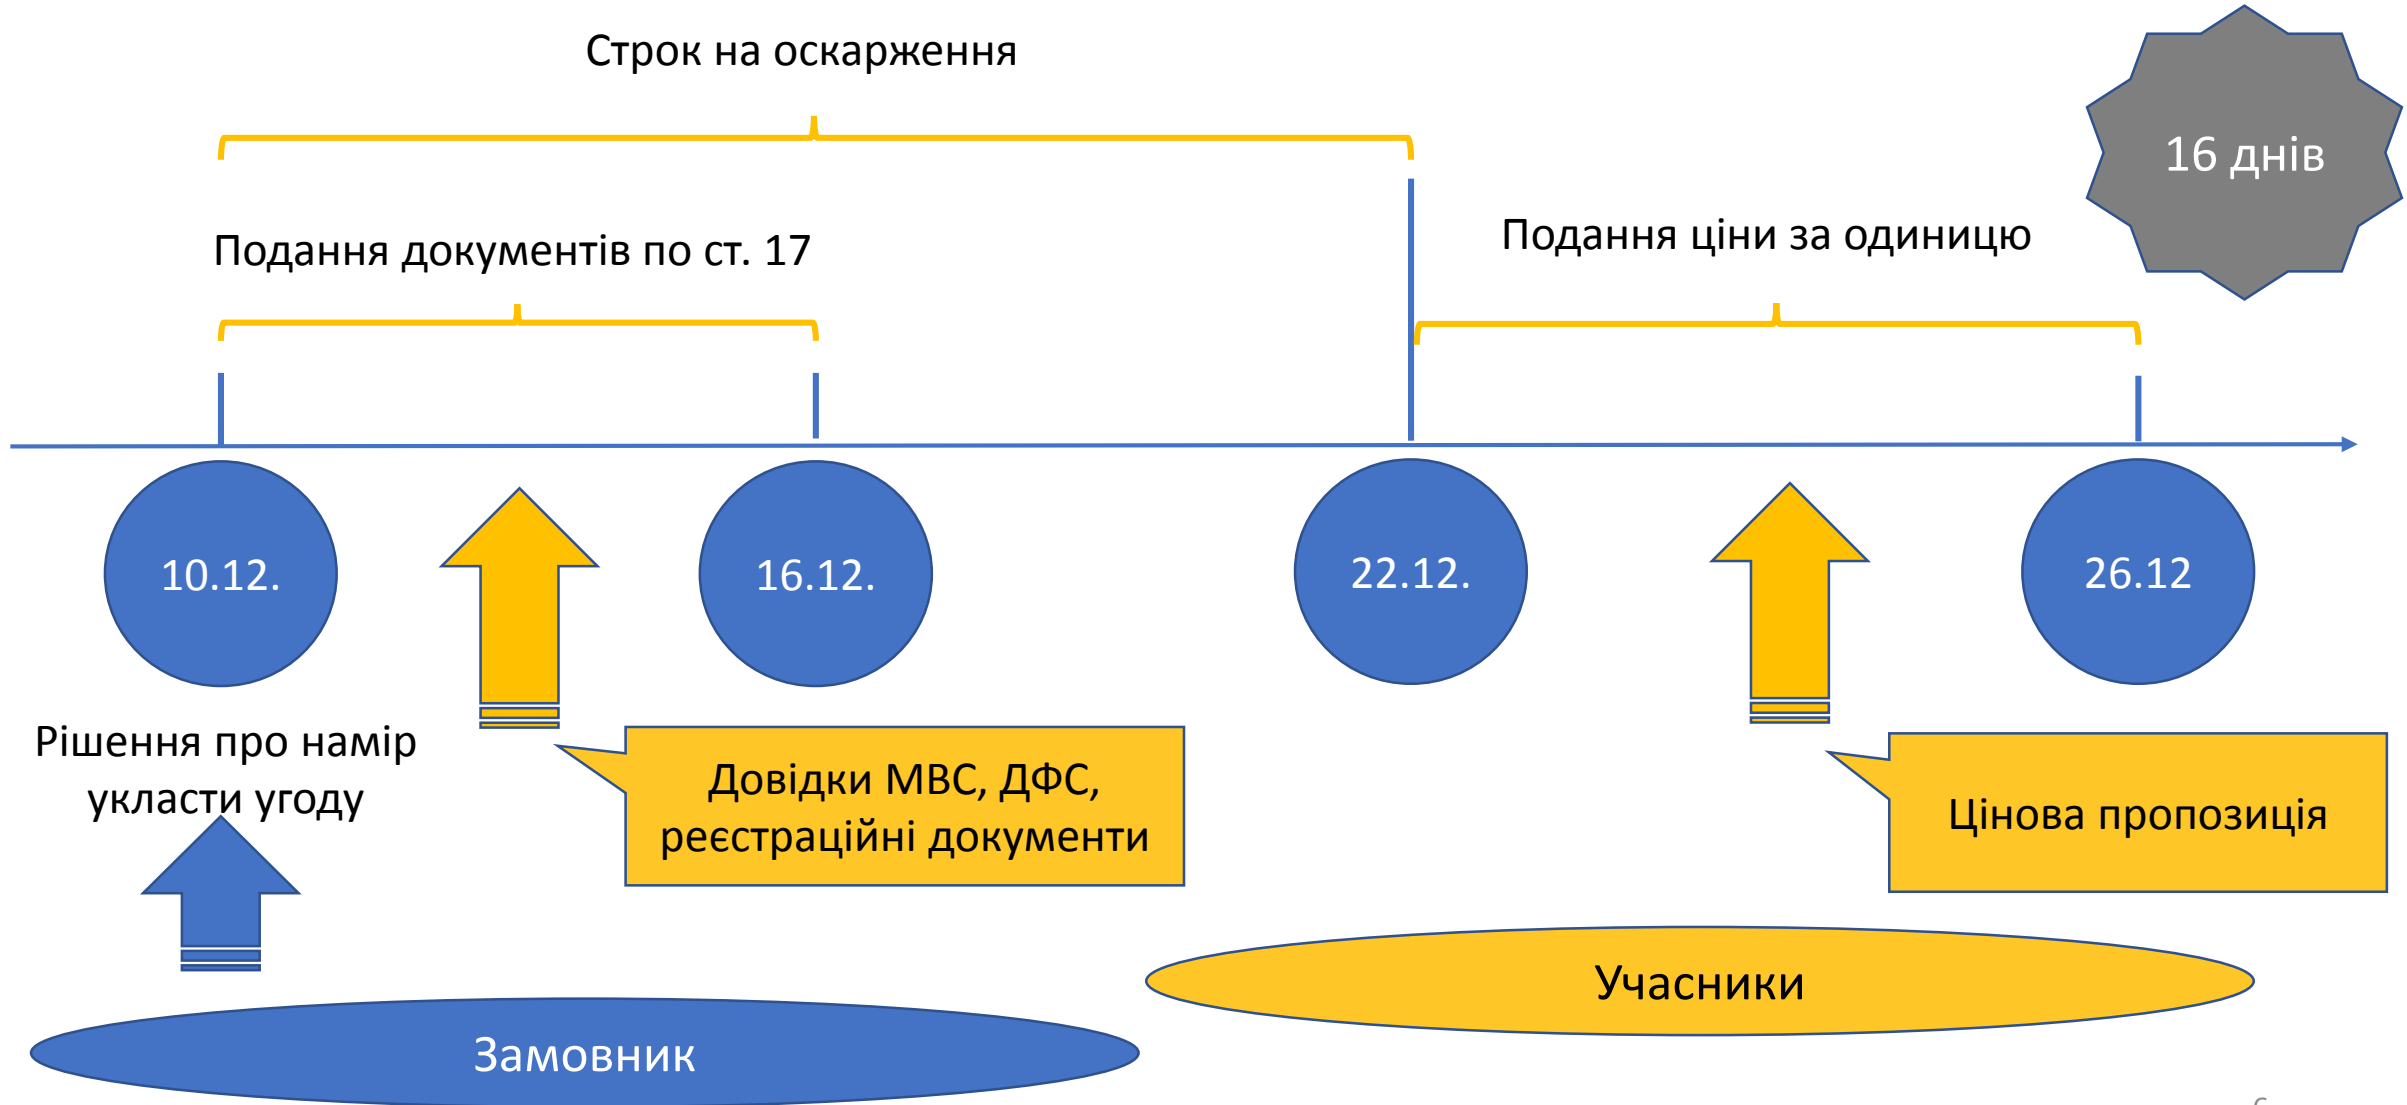 Строк на оскарження
16 днів
Подання документів по ст. 17
Подання ціни за одиницю
10.12.
16.12.
22.12.
26.12
Рішення про намір
укласти угоду
Довідки МВС, ДФС,
реєстраційні документи
Цінова пропозиція
Учасники
Замовник